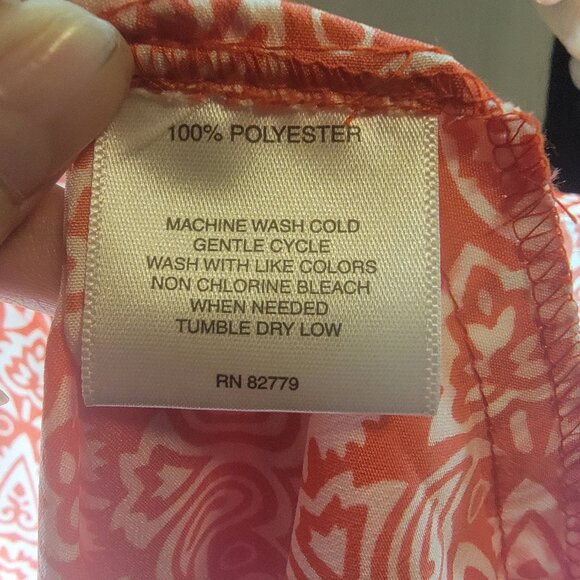 100% POLYESTER
MACHINE WASH COLD
GENTLE CYCLE
WASH WITH LIKE COLORS
NON CHLORINE BLEACH
WHEN NEEDED
TUMBLE DRY LOW
RN 82779